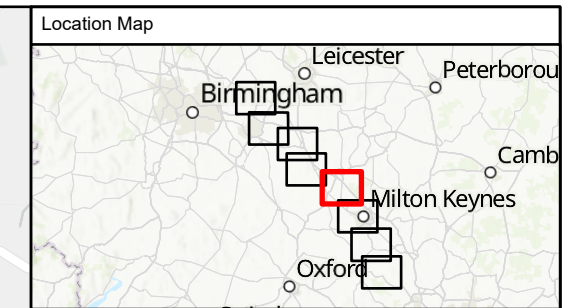 Location Map
Leicester
Peterborou
Birmingham
Camb
Milton Keynes
Oxford